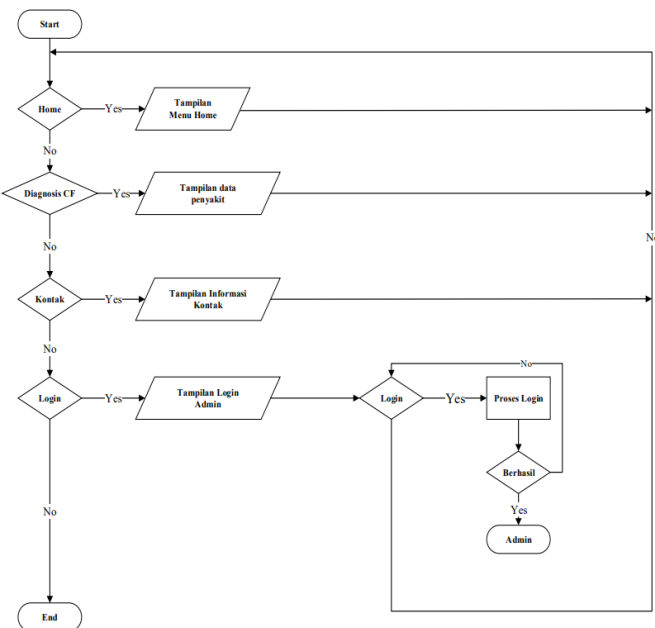 Start
Home
Yes
Tampilan
Menu Home
No
Diagnosis CF
Yes
Tampilan data
penyakit
No
No
Kontak
Yes
Tampilan Informasi
Kontak
No
No
Login
Yes
Tampilan Login
Admin
Login
Yes
Proses Login
Berhasil
Yes
Admin
No
End